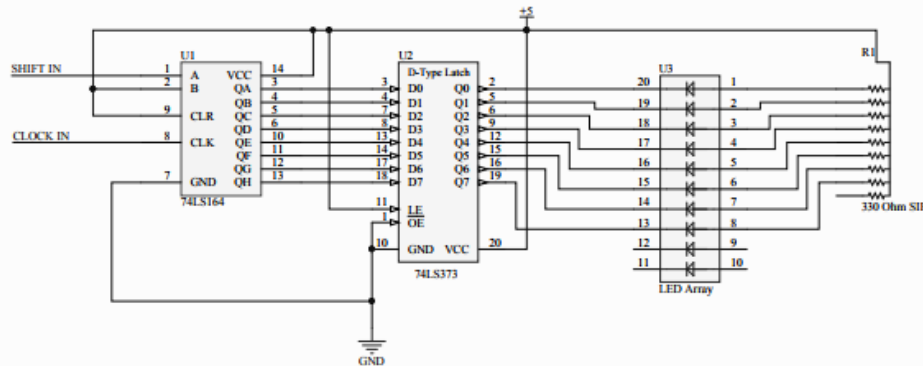 +5
R1
U1
U2
U3
SHIFT IN
1 A VCC 14
2 B QA 3
QB 4
9 CLR QC 5
QD 6
CLOCK IN
8 CLK QE 10
QF 11
QG 12
7 GND QH 13
74LS164
D-Type Latch
3 D0 Q0 2
4 D1 Q1 5
7 D2 Q2 6
8 D3 Q3 9
13 D4 Q4 12
14 D5 Q5 15
17 D6 Q6 16
18 D7 Q7 19
11 LE
1 OE
10 GND VCC 20
74LS373
20 1
19 2
18 3
17 4
16 5
15 6
14 7
13 8
12 9
11 10
LED Array
330 Ohm SIP
GND